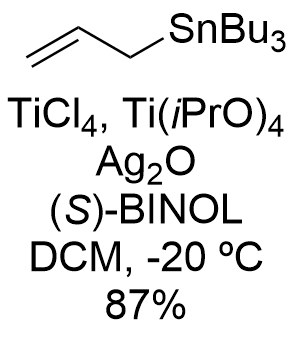 SnBu₃
TiCl₄, Ti(iPrO)₄
Ag₂O
(S)-BINOL
DCM, -20 ºC
87%